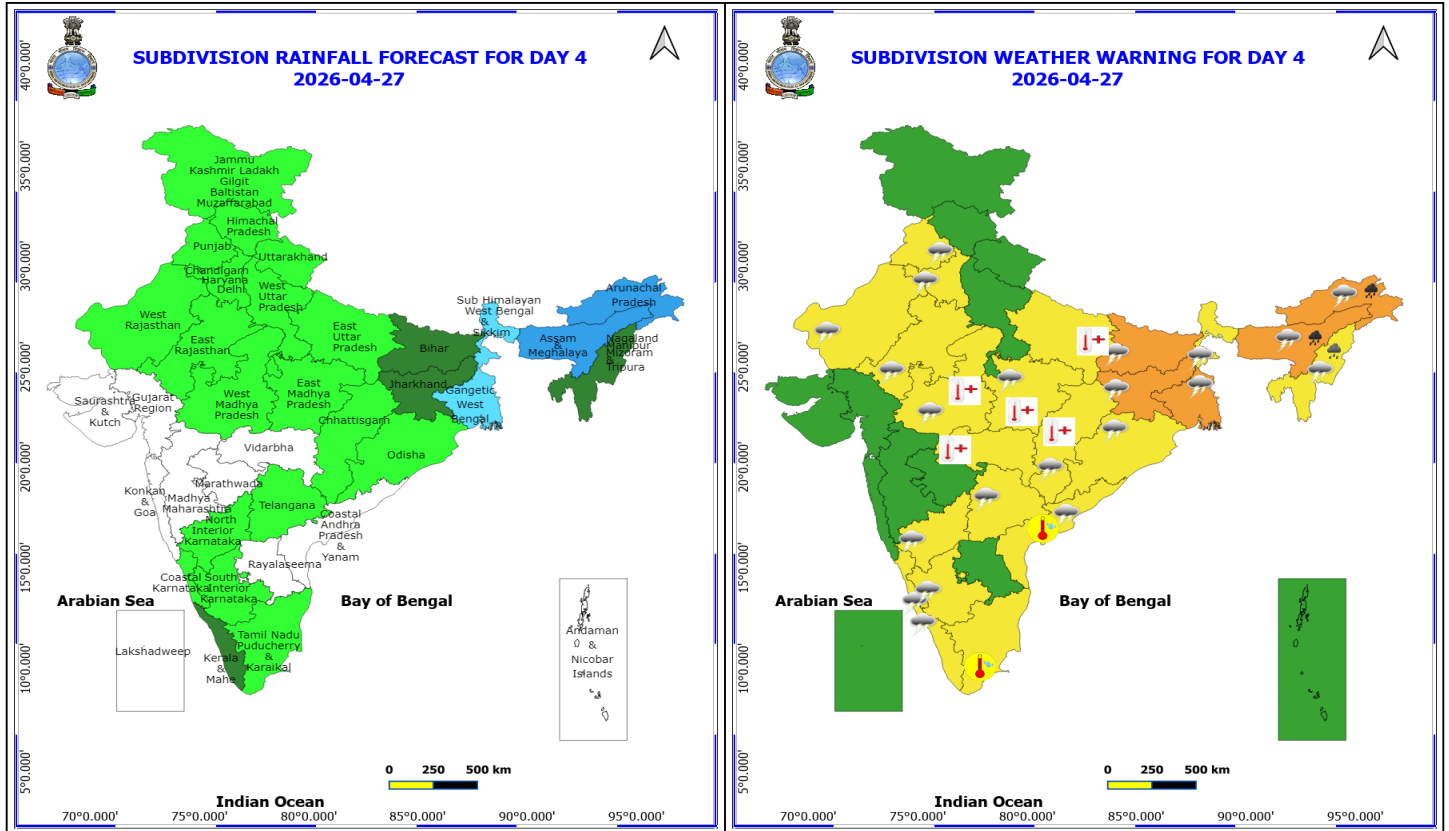 SUBDIVISION RAINFALL FORECAST FOR DAY 4
2026-04-27
40°0.000'
35°0.000'
30°0.000'
25°0.000'
20°0.000'
15°0.000'
10°0.000'
5°0.000'
Jammu
Kashmir Ladakh
Gilgit
Baltistan
Muzaffarabad
Himachal
Pradesh
Punjab
Uttarakhand
Chandigarh
Haryana
Delhi
West
Uttar
Pradesh
West
Rajasthan
East
Rajasthan
East
Uttar
Pradesh
Bihar
Sub Himalayan
West Bengal
&
Sikkim
Arunachal
Pradesh
Assam
&
Meghalaya
Nagaland
Manipur
Mizoram
&
Tripura
Jharkhand
Gangetic
West
Bengal
Saurashtra
&
Kutch
Gujarat
Region
West
Madhya
Pradesh
East
Madhya
Pradesh
Chhattisgarh
Odisha
Vidarbha
Marathwada
Madhya
Maharashtra
Konkan
&
Goa
Telangana
North
Interior
Karnataka
Coastal
Andhra
Pradesh
&
Yanam
Rayalaseema
Coastal
Karnataka
South
Interior
Karnataka
Tamil Nadu
Puducherry
&
Karaikal
Kerala
&
Mahe
Lakshadweep
Andaman
&
Nicobar
Islands
Arabian Sea
Bay of Bengal
Indian Ocean
0 250 500 km
70°0.000' 75°0.000' 80°0.000' 85°0.000' 90°0.000' 95°0.000'
SUBDIVISION WEATHER WARNING FOR DAY 4
2026-04-27
40°0.000'
35°0.000'
30°0.000'
25°0.000'
20°0.000'
15°0.000'
10°0.000'
5°0.000'
Arabian Sea
Bay of Bengal
Indian Ocean
0 250 500 km
70°0.000' 75°0.000' 80°0.000' 85°0.000' 90°0.000' 95°0.000'